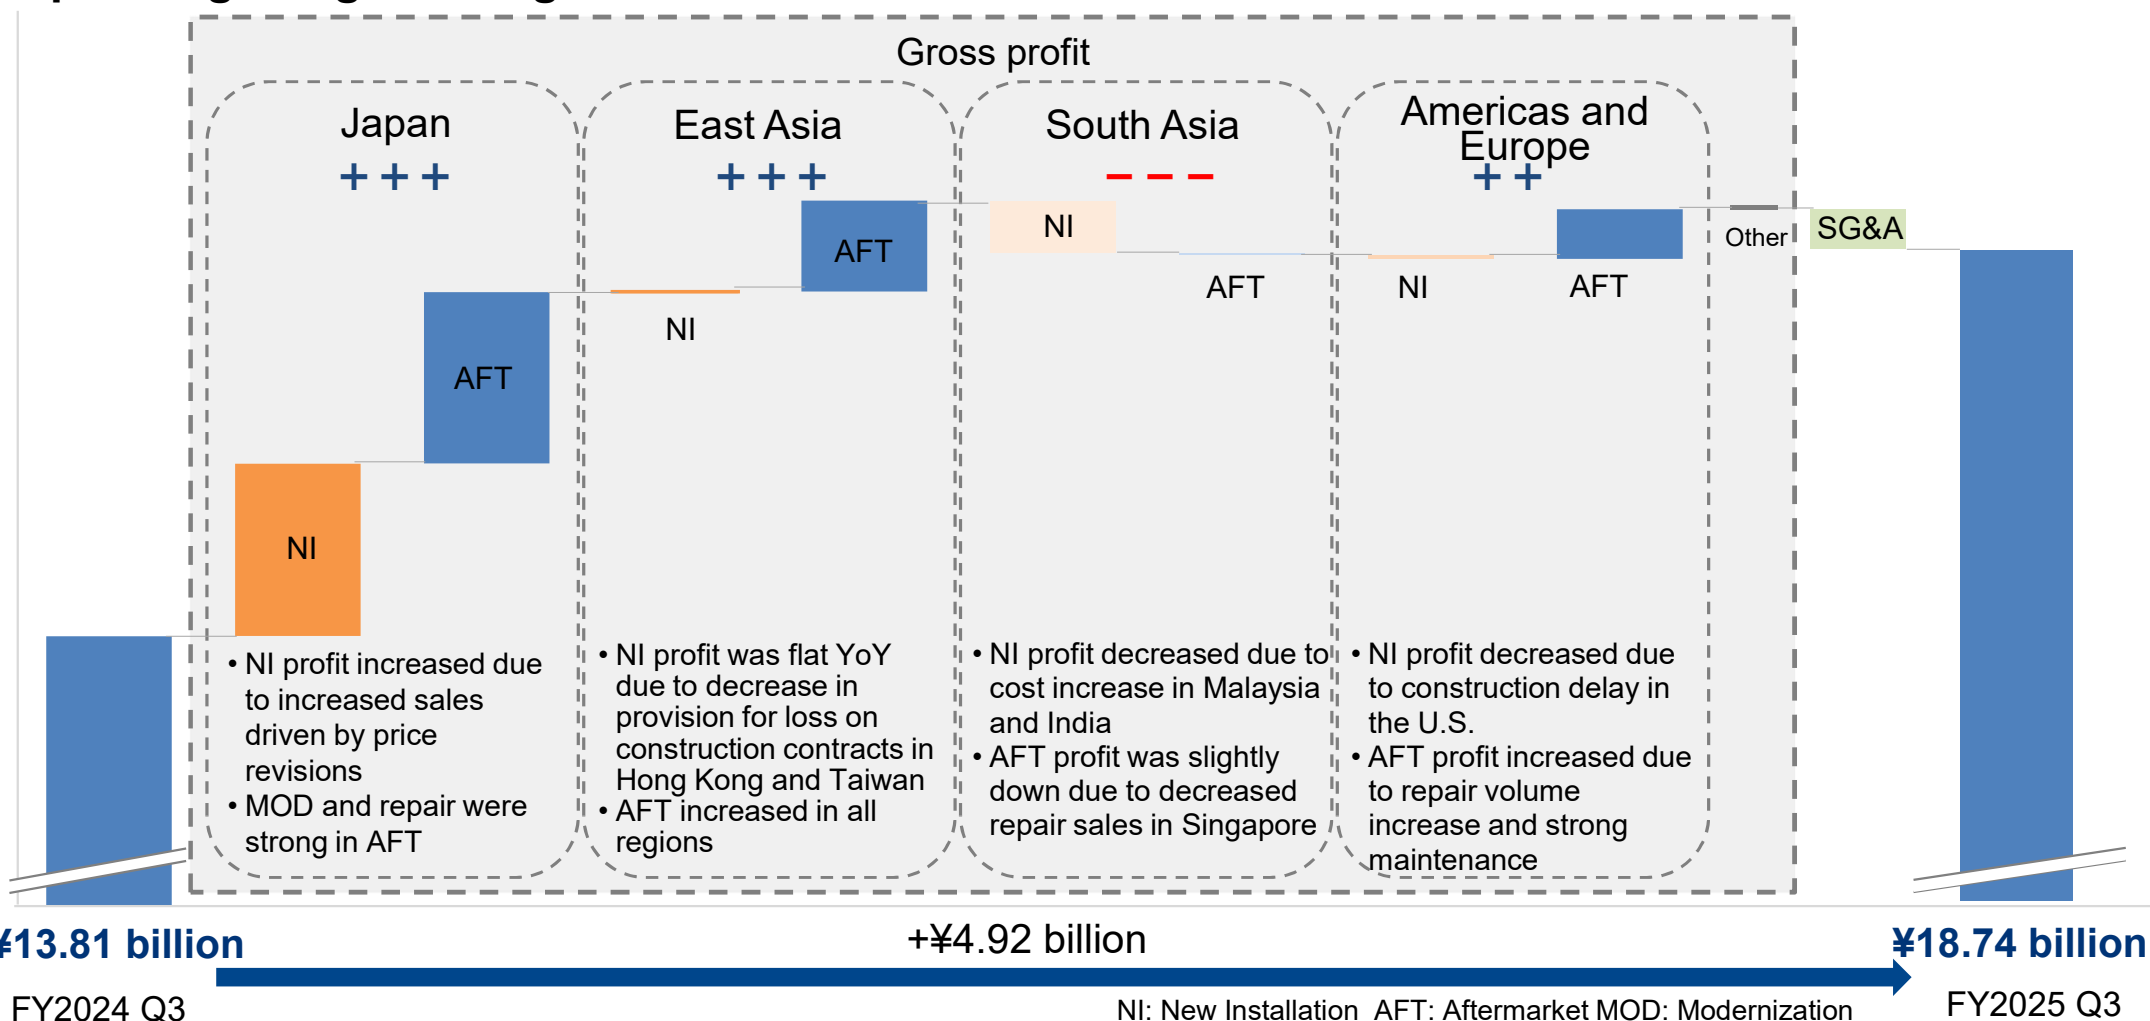 Gross profit
Japan
+ + +
NI
AFT
• NI profit increased due
to increased sales
driven by price
revisions
• MOD and repair were
strong in AFT
East Asia
+ + +
NI
AFT
• NI profit was flat YoY
due to decrease in
provision for loss on
construction contracts in
Hong Kong and Taiwan
• AFT increased in all
regions
South Asia
− − −
NI
AFT
• NI profit decreased due to
cost increase in Malaysia
and India
• AFT profit was slightly
down due to decreased
repair sales in Singapore
Americas and
Europe
+ +
NI
AFT
• NI profit decreased due
to construction delay in
the U.S.
• AFT profit increased due
to repair volume
increase and strong
maintenance
Other
SG&A
¥13.81 billion
+¥4.92 billion
¥18.74 billion
FY2024 Q3
NI: New Installation AFT: Aftermarket MOD: Modernization
FY2025 Q3